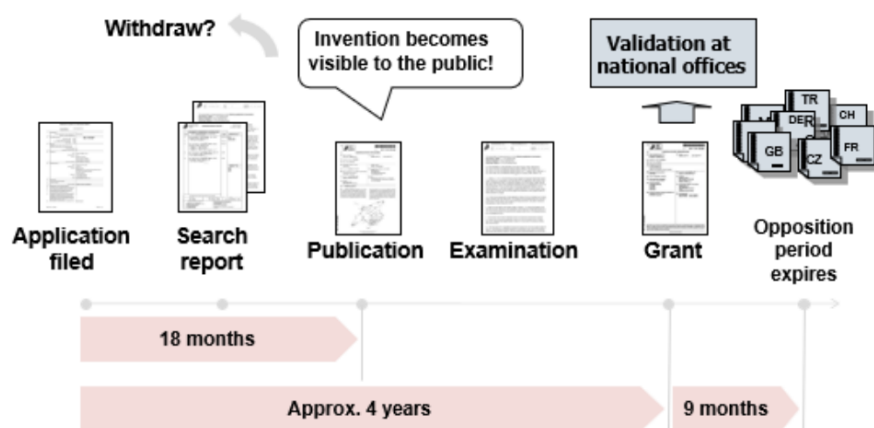 Withdraw?
Invention becomes
visible to the public!
Validation at
national offices
TR
CH
DE
GB
CZ
FR
Application
filed
Search
report
Publication
Examination
Grant
Opposition
period
expires
18 months
Approx. 4 years
9 months